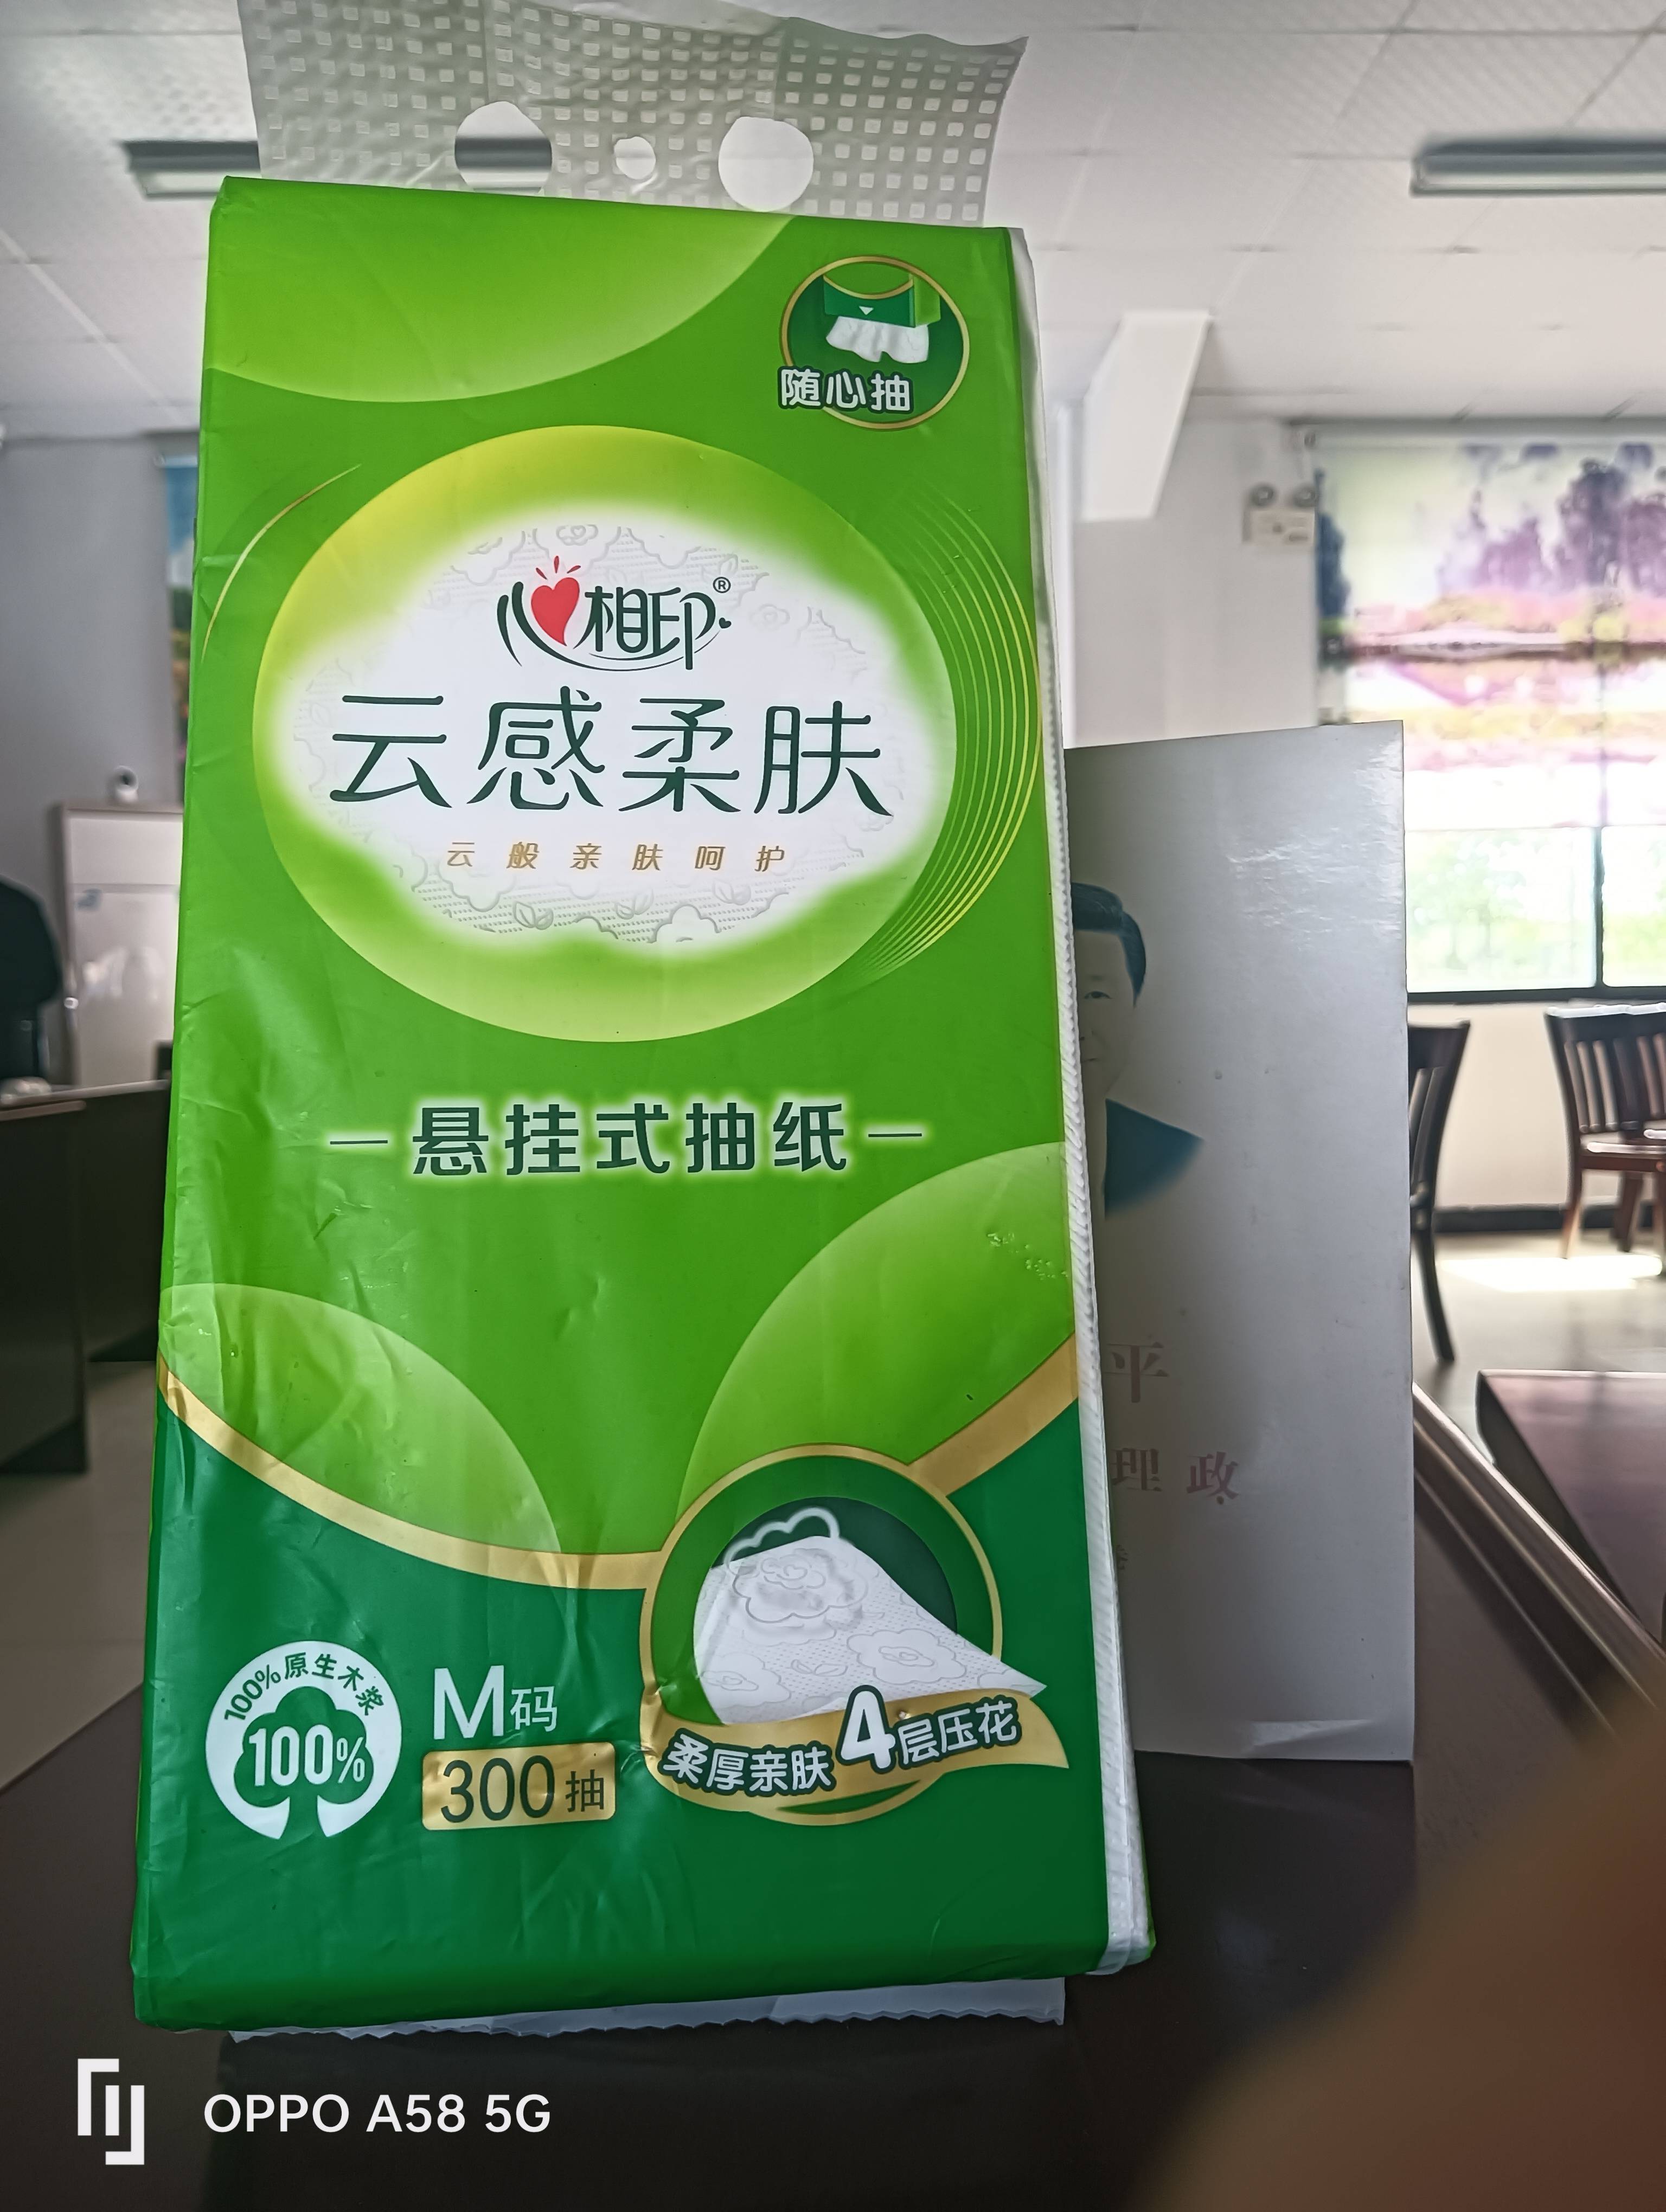 随心抽
心相印®
云感柔肤
云般亲肤呵护
悬挂式抽纸
平
理政
100%原生木浆
100%
M码
300抽
柔厚亲肤4层压花
OPPO A58 5G